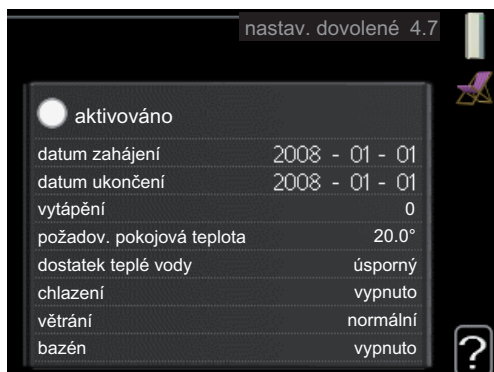 nastav. dovolené 4.7
aktivováno
datum zahájení 2008 - 01 - 01
datum ukončení 2008 - 01 - 01
vytápění 0
požadov. pokojová teplota 20.0°
dostatek teplé vody úsporný
chlazení vypnuto
větrání normální
bazén vypnuto
?